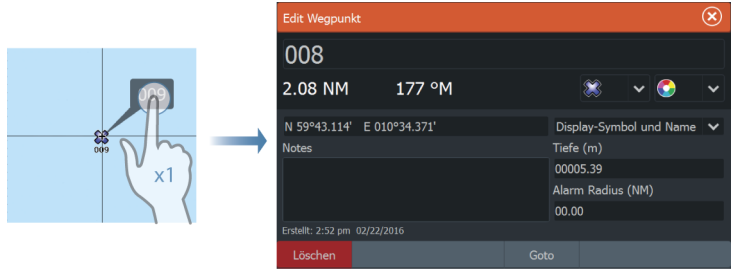 009
009
x1
Edit Wegpunkt
008
2.08 NM 177 °M
N 59°43.114' E 010°34.371'
Display-Symbol und Name
Notes
Tiefe (m)
00005.39
Alarm Radius (NM)
00.00
Erstellt: 2:52 pm 02/22/2016
Löschen
Goto